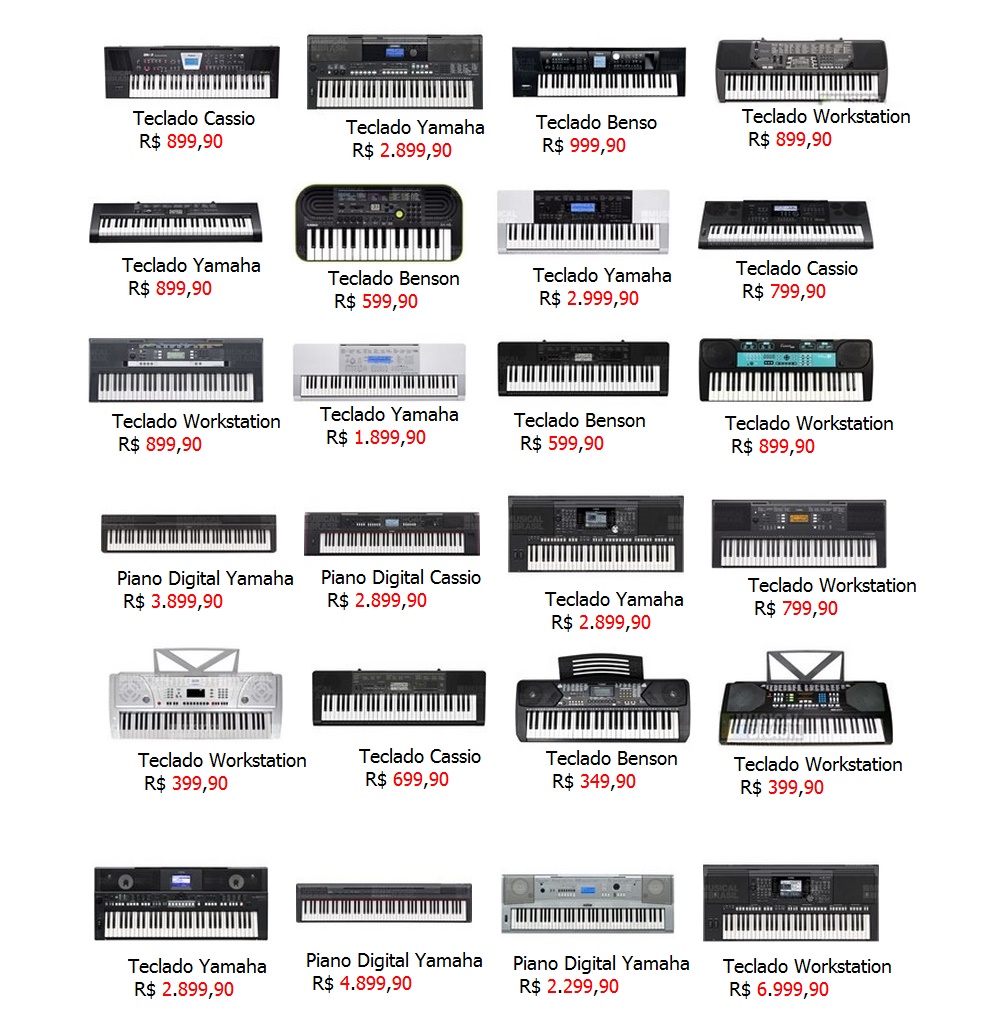 Teclado Cassio
R$ 899,90
Teclado Yamaha
R$ 2.899,90
Teclado Benso
R$ 999,90
Teclado Workstation
R$ 899,90
Teclado Yamaha
R$ 899,90
Teclado Benson
R$ 599,90
Teclado Yamaha
R$ 2.999,90
Teclado Cassio
R$ 799,90
Teclado Workstation
R$ 899,90
Teclado Yamaha
R$ 1.899,90
Teclado Benson
R$ 599,90
Teclado Workstation
R$ 899,90
Piano Digital Yamaha
R$ 3.899,90
Piano Digital Cassio
R$ 2.899,90
Teclado Yamaha
R$ 2.899,90
Teclado Workstation
R$ 799,90
Teclado Workstation
R$ 399,90
Teclado Cassio
R$ 699,90
Teclado Benson
R$ 349,90
Teclado Workstation
R$ 399,90
Teclado Yamaha
R$ 2.899,90
Piano Digital Yamaha
R$ 4.899,90
Piano Digital Yamaha
R$ 2.299,90
Teclado Workstation
R$ 6.999,90